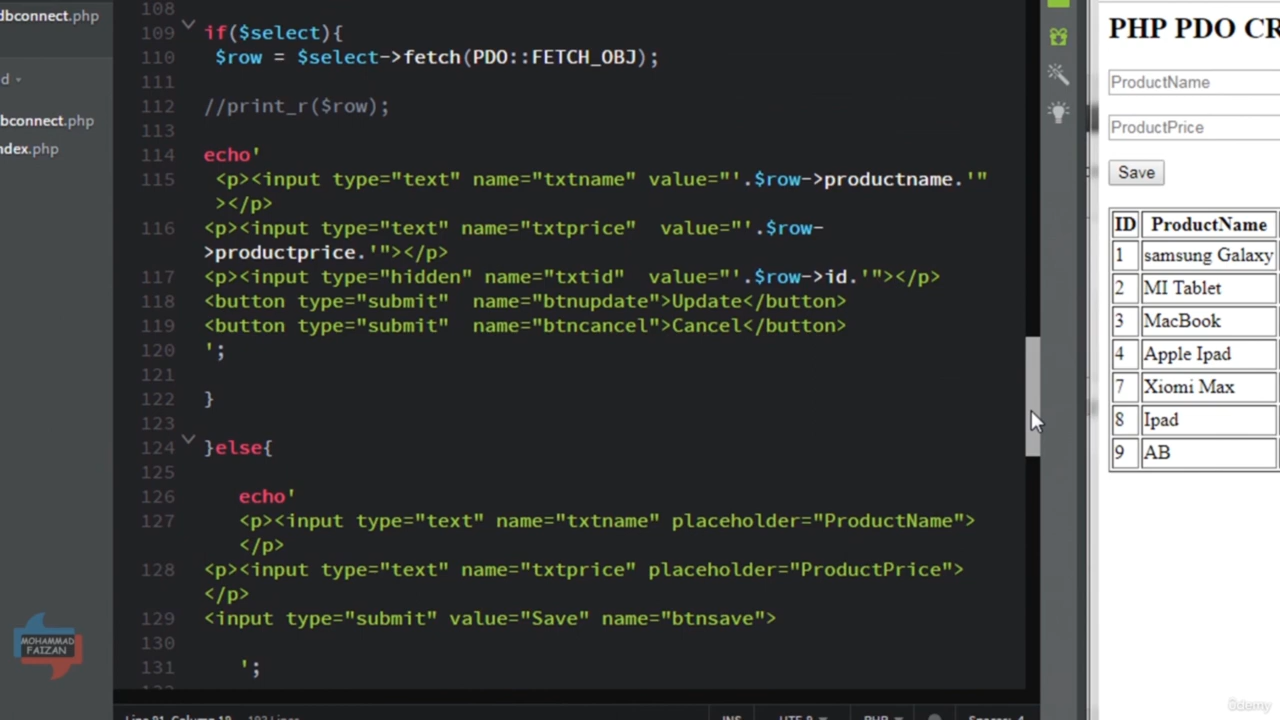 dbconnect.php
d
bconnect.php
ndex.php
108
109 if($select){
110 $row = $select->fetch(PDO::FETCH_OBJ);
111
112 //print_r($row);
113
114 echo'
115 <p><input type="text" name="txtname" value="'.$row->productname.'"
></p>
116 <p><input type="text" name="txtprice"  value="'.$row-
>productprice.'"></p>
117 <p><input type="hidden" name="txtid"  value="'.$row->id.'"></p>
118 <button type="submit"  name="btnupdate">Update</button>
119 <button type="submit"  name="btncancel">Cancel</button>
120 ';
121
122 }
123
124 }else{
125
126 echo'
127 <p><input type="text" name="txtname" placeholder="ProductName">
</p>
128 <p><input type="text" name="txtprice" placeholder="ProductPrice">
</p>
129 <input type="submit" value="Save" name="btnsave">
130
131 ';
MOHAMMAD
FAIZAN
PHP PDO CR
ProductName
ProductPrice
Save
ID ProductName
1 samsung Galaxy
2 MI Tablet
3 MacBook
4 Apple Ipad
7 Xiomi Max
8 Ipad
9 AB
ûdemy